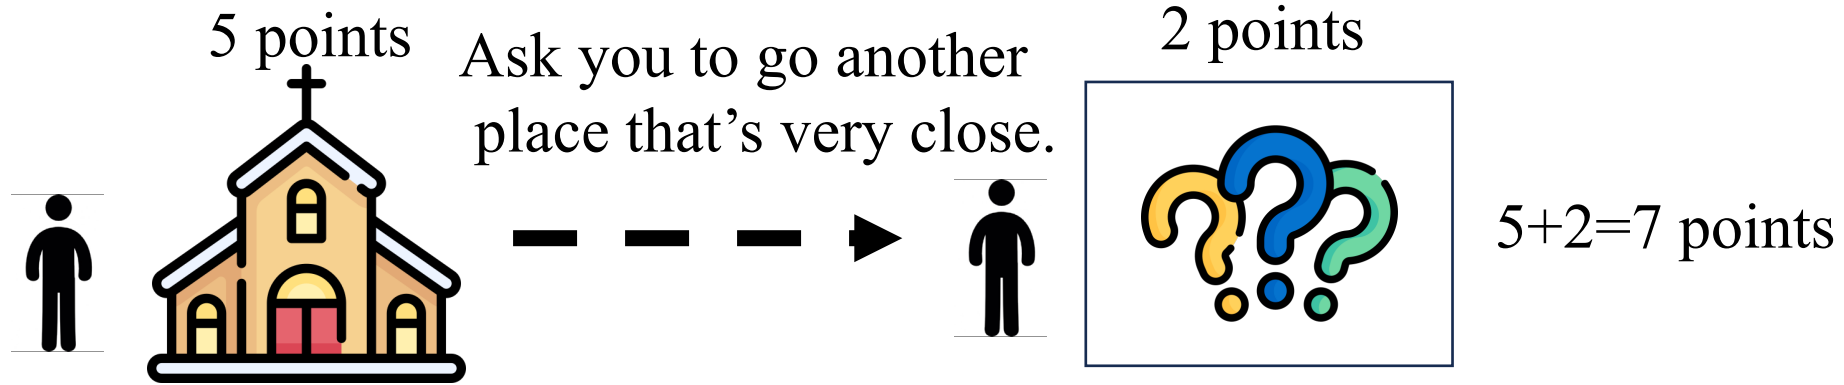 5 points
Ask you to go another
place that’s very close.
2 points
5+2=7 points